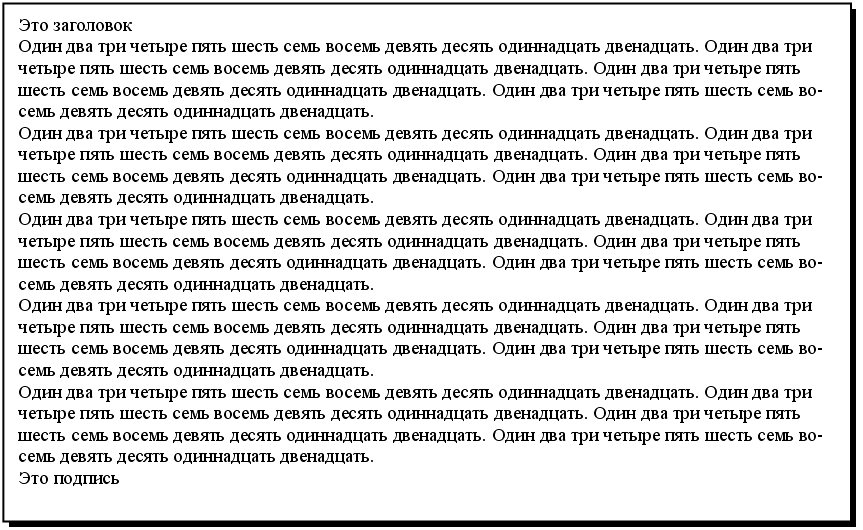 Это заголовок
Один два три четыре пять шесть семь восемь девять десять одиннадцать двенадцать. Один два три
четыре пять шесть семь восемь девять десять одиннадцать двенадцать. Один два три четыре пять
шесть семь восемь девять десять одиннадцать двенадцать. Один два три четыре пять шесть семь во-
семь девять десять одиннадцать двенадцать.
Один два три четыре пять шесть семь восемь девять десять одиннадцать двенадцать. Один два три
четыре пять шесть семь восемь девять десять одиннадцать двенадцать. Один два три четыре пять
шесть семь восемь девять десять одиннадцать двенадцать. Один два три четыре пять шесть семь во-
семь девять десять одиннадцать двенадцать.
Один два три четыре пять шесть семь восемь девять десять одиннадцать двенадцать. Один два три
четыре пять шесть семь восемь девять десять одиннадцать двенадцать. Один два три четыре пять
шесть семь восемь девять десять одиннадцать двенадцать. Один два три четыре пять шесть семь во-
семь девять десять одиннадцать двенадцать.
Один два три четыре пять шесть семь восемь девять десять одиннадцать двенадцать. Один два три
четыре пять шесть семь восемь девять десять одиннадцать двенадцать. Один два три четыре пять
шесть семь восемь девять десять одиннадцать двенадцать. Один два три четыре пять шесть семь во-
семь девять десять одиннадцать двенадцать.
Один два три четыре пять шесть семь восемь девять десять одиннадцать двенадцать. Один два три
четыре пять шесть семь восемь девять десять одиннадцать двенадцать. Один два три четыре пять
шесть семь восемь девять десять одиннадцать двенадцать. Один два три четыре пять шесть семь во-
семь девять десять одиннадцать двенадцать.
Это подпись